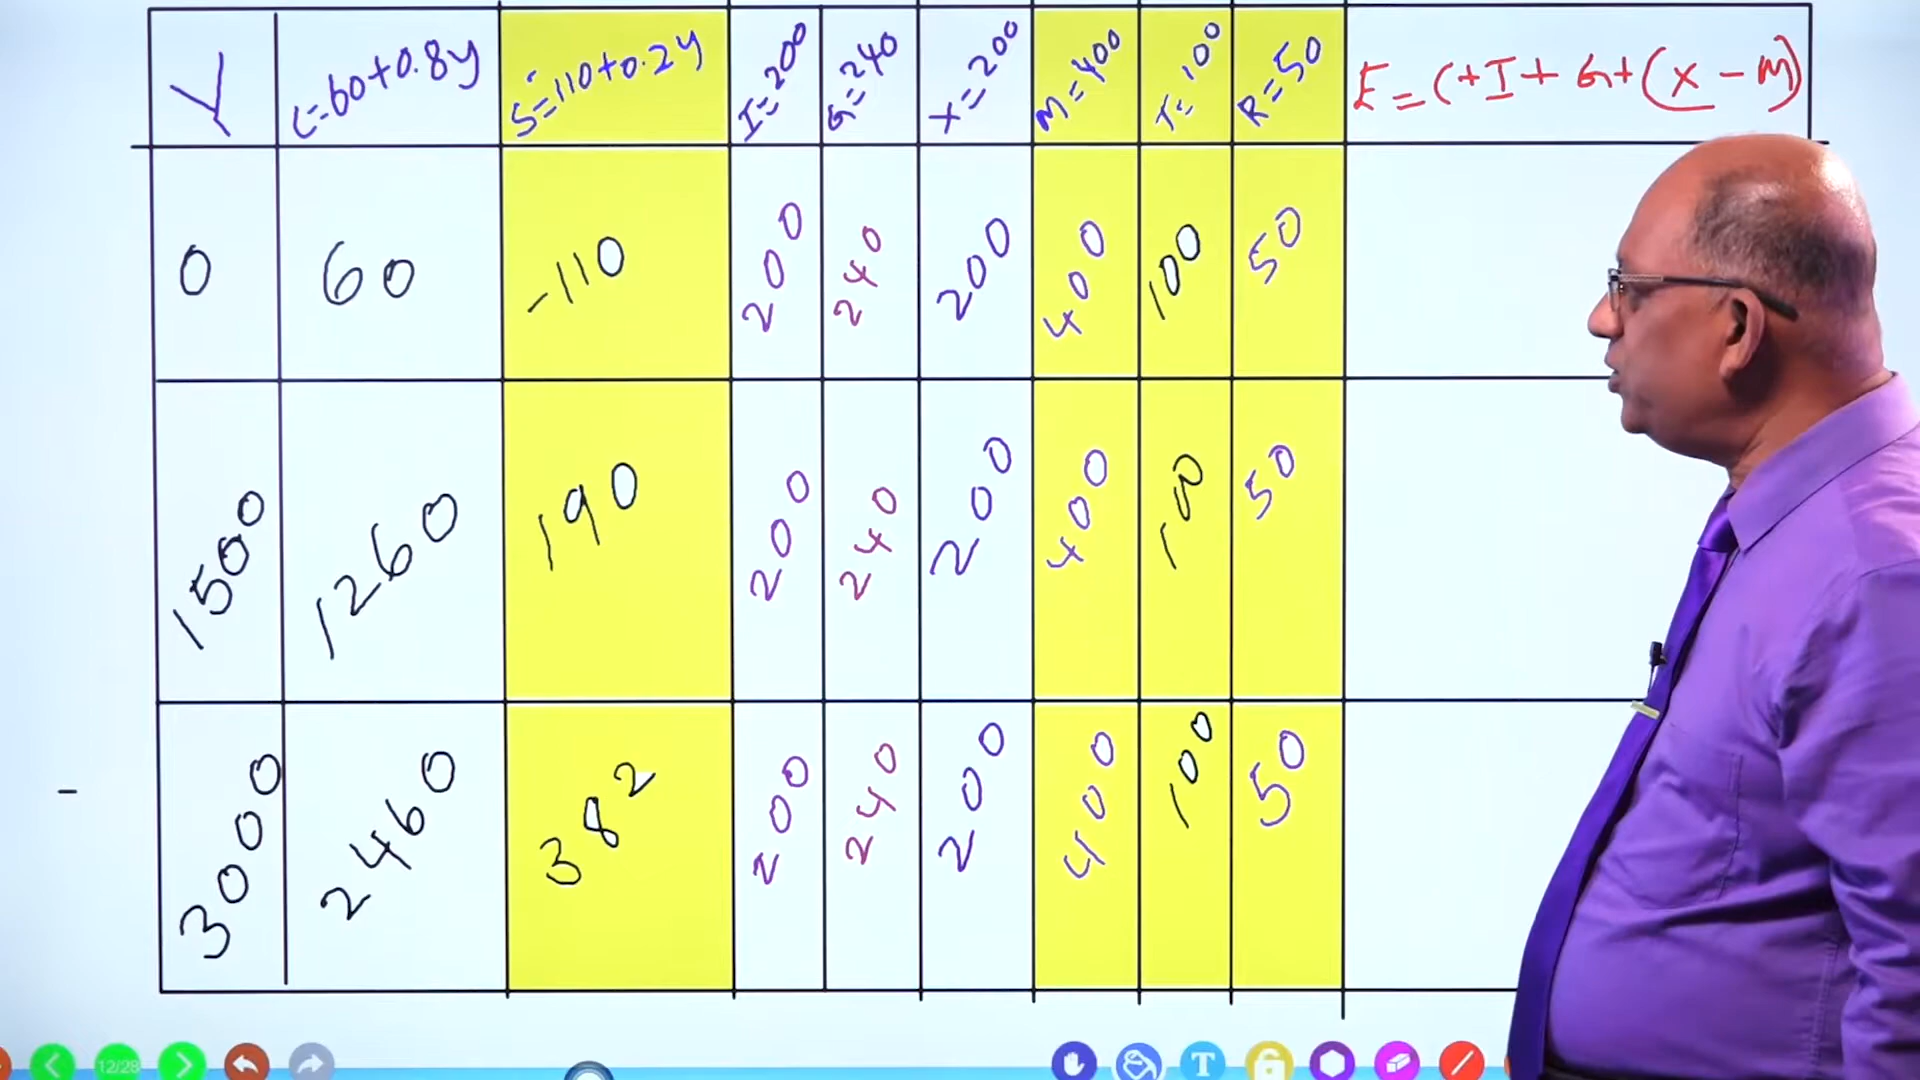 Y C=60+0.8y S=-110+0.2y I=200 G=240 X=200 M=400 T=100 R=50 E=C+I+G+(X-M)
0 60 -110 200 240 200 400 100 50
1500 1260 190 200 240 200 400 100 50
3000 2460 382 200 240 200 400 100 50
12/28
T